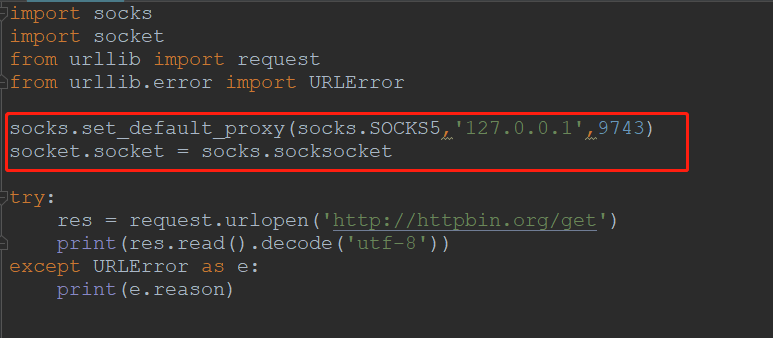 import socks
import socket
from urllib import request
from urllib.error import URLError
socks.set_default_proxy(socks.SOCKS5,'127.0.0.1',9743)
socket.socket = socks.socksocket
try:
    res = request.urlopen('http://httpbin.org/get')
    print(res.read().decode('utf-8'))
except URLError as e:
    print(e.reason)